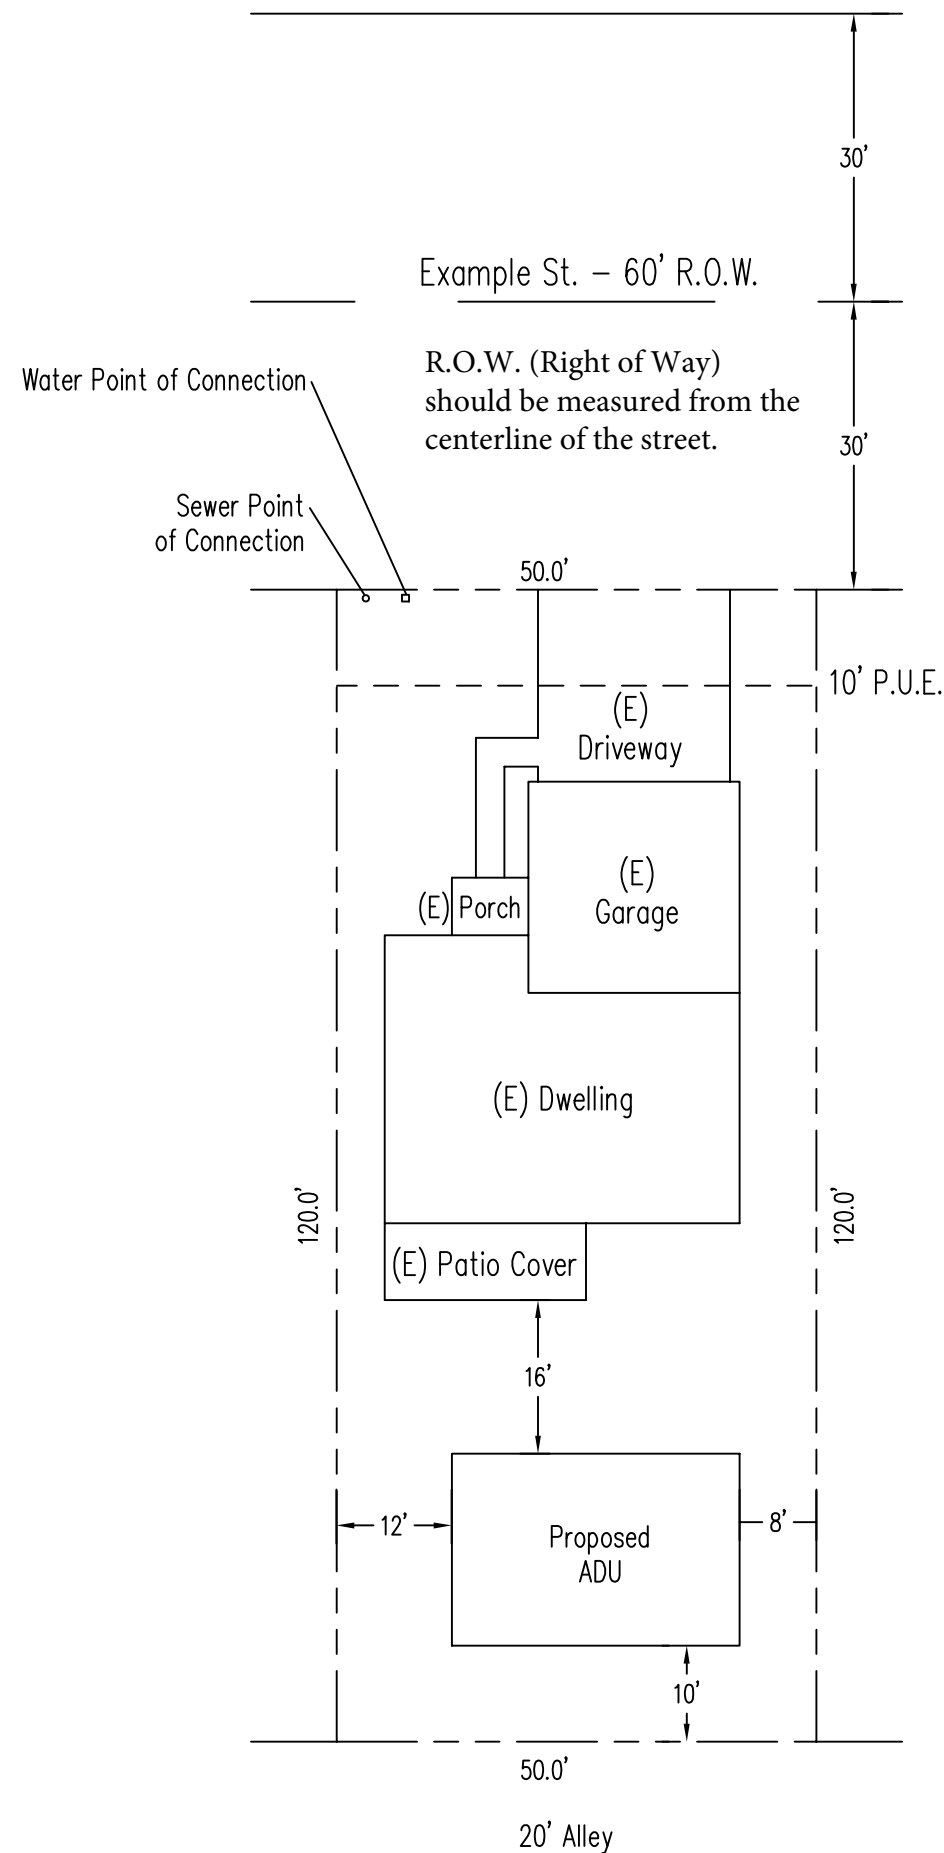 30'
Example St. – 60' R.O.W.
R.O.W. (Right of Way)
should be measured from the
centerline of the street.
Water Point of Connection
30'
Sewer Point
of Connection
50.0'
10' P.U.E.
(E)
Driveway
(E)
Garage
(E) Porch
(E) Dwelling
120.0'
120.0'
(E) Patio Cover
16'
12'
8'
Proposed
ADU
10'
50.0'
20' Alley